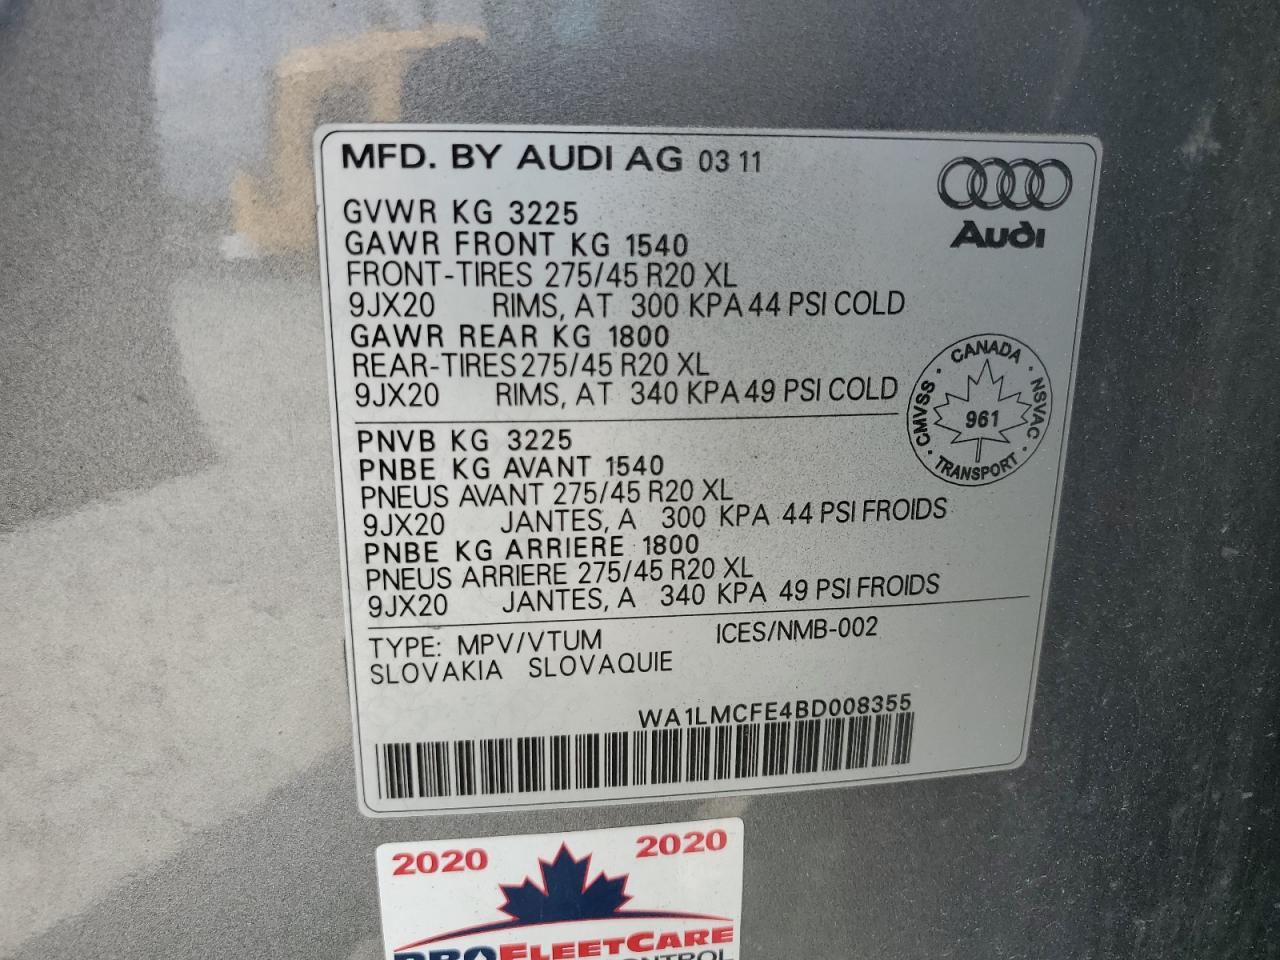 MFD. BY AUDI AG 03 11
Audi
GVWR KG 3225
GAWR FRONT KG 1540
FRONT-TIRES 275/45 R20 XL
9JX20 RIMS, AT 300 KPA 44 PSI COLD
GAWR REAR KG 1800
REAR-TIRES 275/45 R20 XL
9JX20 RIMS, AT 340 KPA 49 PSI COLD
CANADA
CMVSS 961 NSVAC
TRANSPORT
PNVB KG 3225
PNBE KG AVANT 1540
PNEUS AVANT 275/45 R20 XL
9JX20 JANTES, A 300 KPA 44 PSI FROIDS
PNBE KG ARRIERE 1800
PNEUS ARRIERE 275/45 R20 XL
9JX20 JANTES, A 340 KPA 49 PSI FROIDS
TYPE: MPV/VTUM ICES/NMB-002
SLOVAKIA SLOVAQUIE
WA1LMCFE4BD008355
2020 2020
PROFLEETCARE
CONTROL